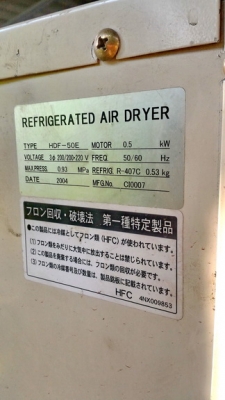 REFRIGERATED AIR DRYER
TYPE HDF-50E MOTOR 0.5 kW
VOLTAGE 3ϕ 200/200-220 V FREQ. 50/60 Hz
MAX.PRESS. 0.93 MPa REFRIG. R-407C 0.53 kg
DATE 2004 MFG.No. CI0007
フロン回収・破壊法 第一種特定製品
●この製品には冷媒としてフロン類(HFC)が使われています。
(1)フロン類をみだりに大気中に放出することは禁じられています。
(2)この製品を廃棄する場合には、フロン類の回収が必要です。
(3)フロン類の冷媒番号及び数量は、製品銘板に記載されています。
HFC 4NX009853